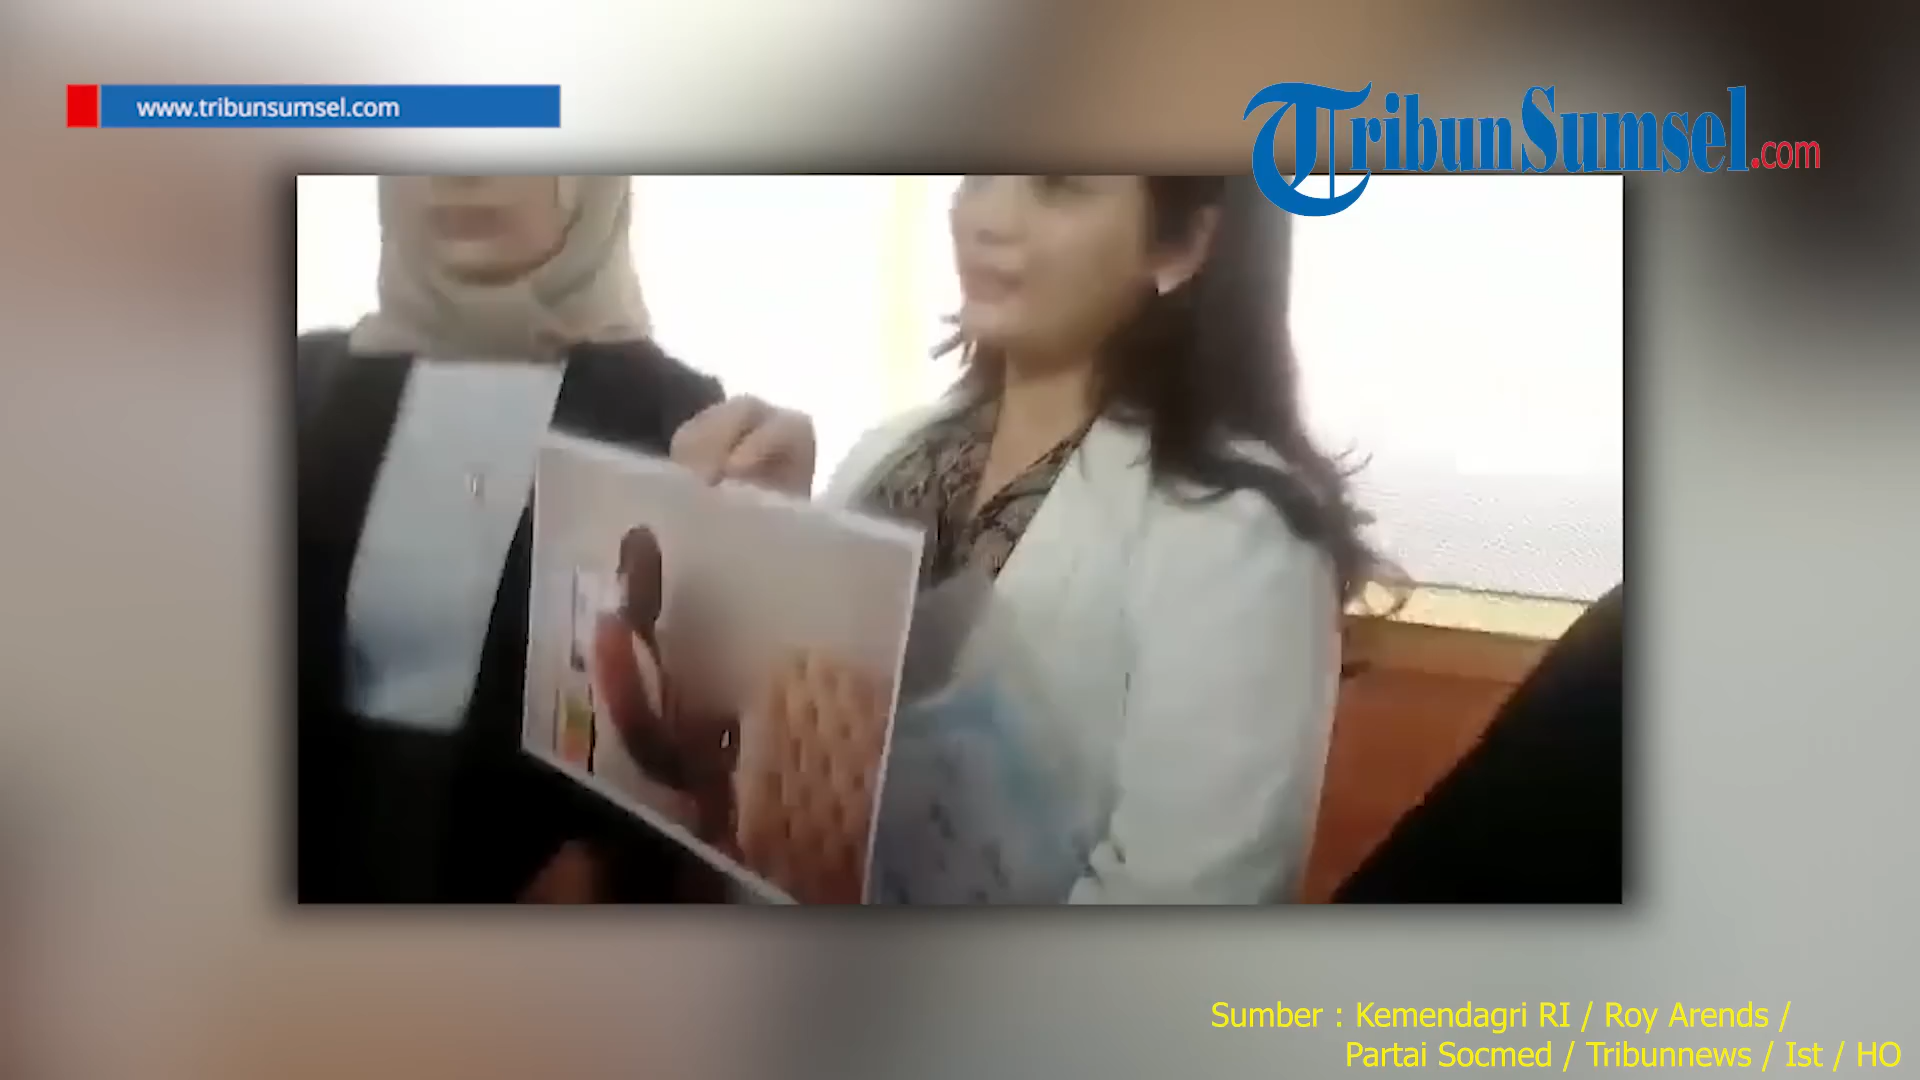 www.tribunsumsel.com
TribunSumsel.com
Sumber : Kemendagri RI / Roy Arends /
Partai Socmed / Tribunnews / Ist / HO